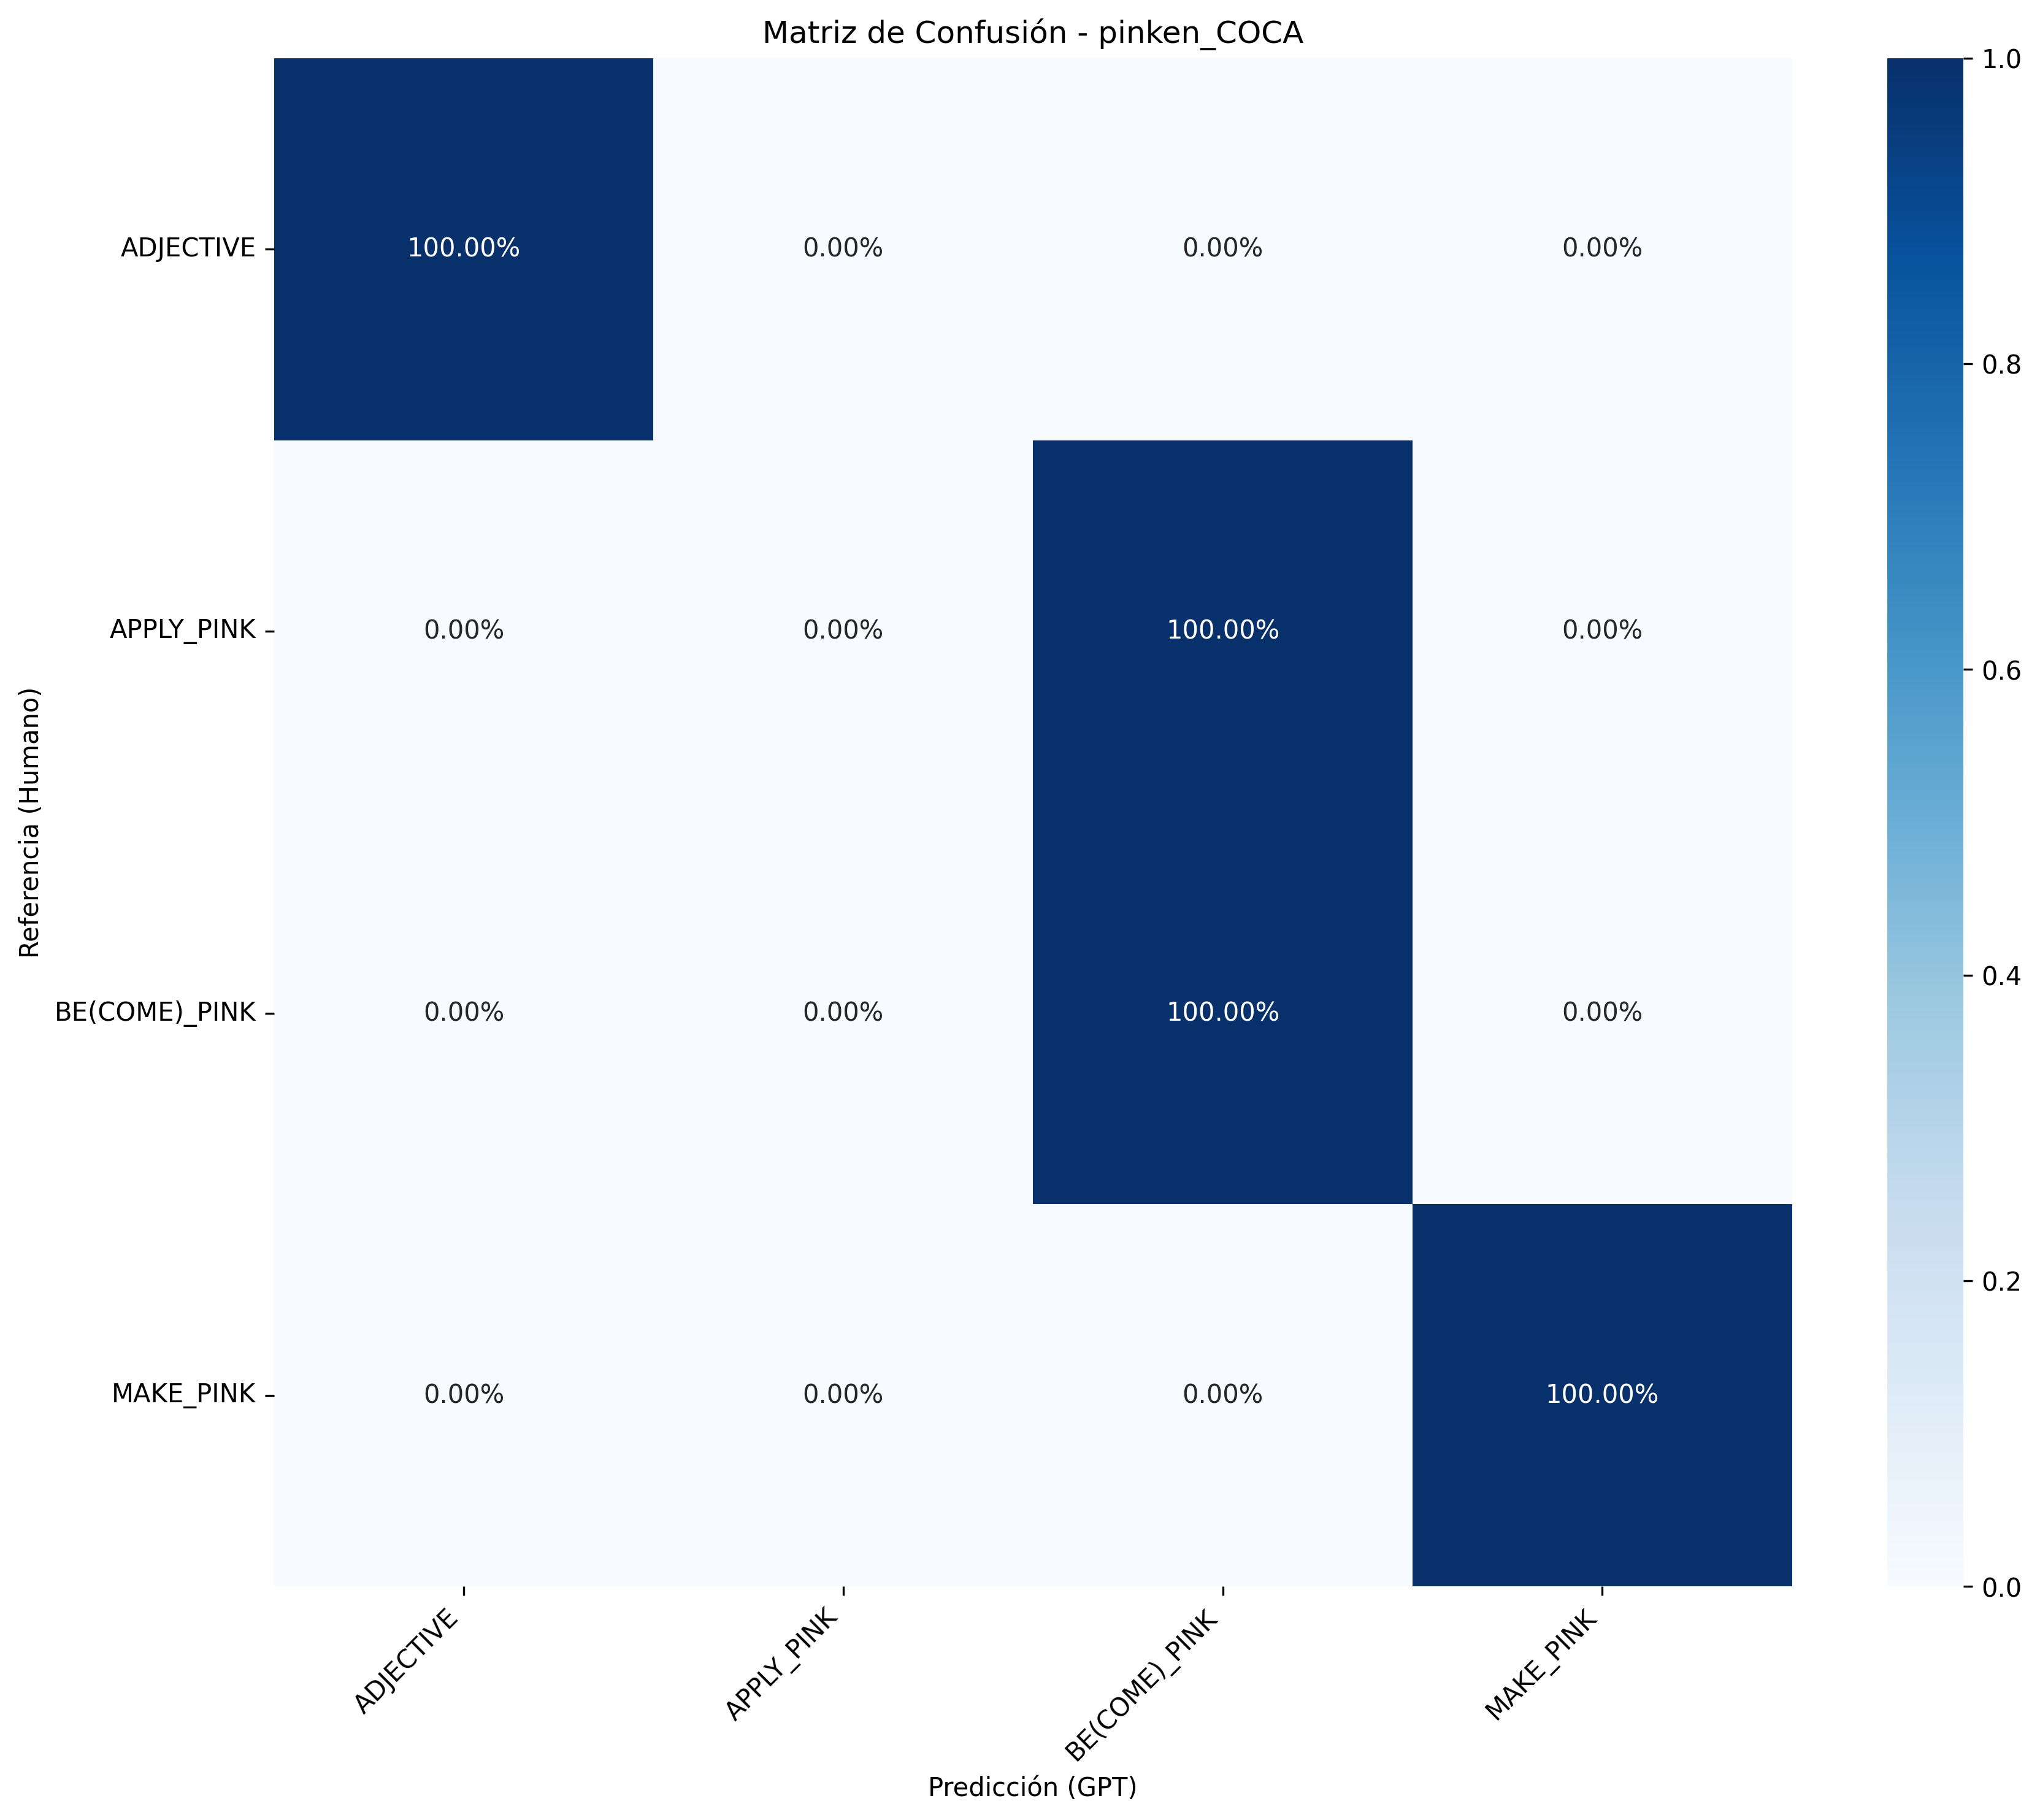 Matriz de Confusión - pinken_COCA
ADJECTIVE
100.00%
0.00%
0.00%
0.00%
APPLY_PINK
0.00%
0.00%
100.00%
0.00%
BE(COME)_PINK
0.00%
0.00%
100.00%
0.00%
MAKE_PINK
0.00%
0.00%
0.00%
100.00%
Referencia (Humano)
ADJECTIVE
APPLY_PINK
BE(COME)_PINK
MAKE_PINK
Predicción (GPT)
1.0
0.8
0.6
0.4
0.2
0.0